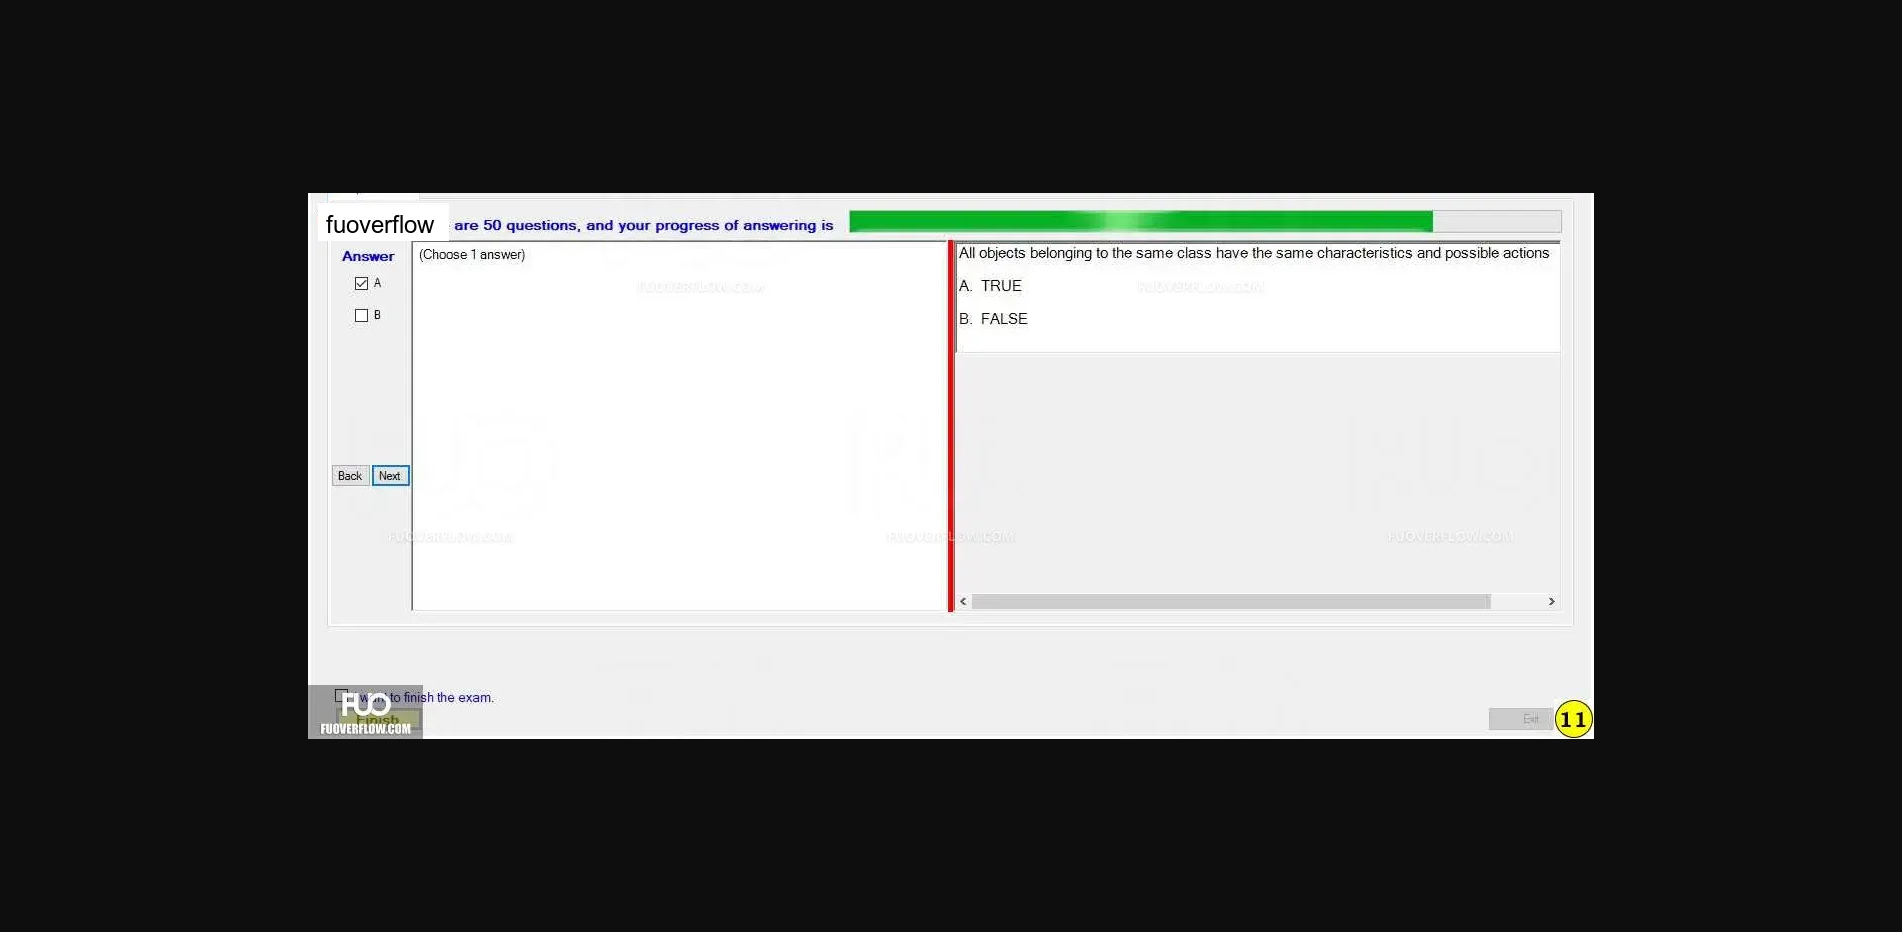 fuoverflow are 50 questions, and your progress of answering is
Answer
(Choose 1 answer)
A
B
Back Next
All objects belonging to the same class have the same characteristics and possible actions
A. TRUE
B. FALSE
FUOVERFLOW.COM FUOVERFLOW.COM
FUOVERFLOW.COM FUOVERFLOW.COM FUOVERFLOW.COM
want to finish the exam.
FUO
Finish
FUOVERFLOW.COM
Exit
11